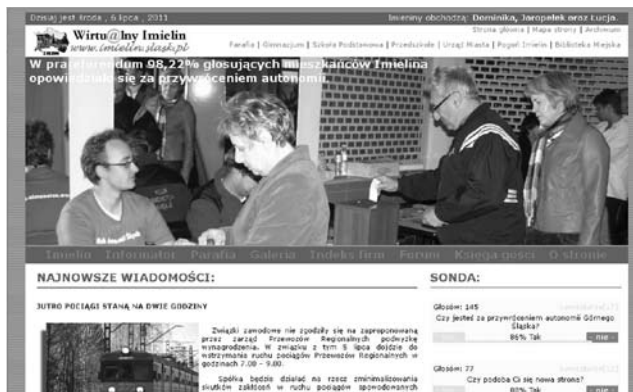 Dzisiaj jest środa , 6 lipca , 2011
Imieniny obchodzą: Dominika, Jaropełek oraz Łucja.
Strona główna | Mapa strony | Archiwum
Wirtu@lny Imielin
www.imielin.slask.pl
Parafia | Gimnazjum | Szkoła Podstawowa | Przedszkole | Urząd Miasta | Pogoń Imielin | Biblioteka Miejska
W prareferendum 98,22% głosujących mieszkańców Imielina
opowiedziało się za przywróceniem autonomii
Imielin Informator Parafia Galeria Indeks firm Forum Księga gości O stronie
NAJNOWSZE WIADOMOŚCI:
JUTRO POCIĄGI STANĄ NA DWIE GODZINY
Związki zawodowe nie zgodziły się na zaproponowaną
przez zarząd Przewozów Regionalnych podwyżkę
wynagrodzenia. W związku z tym 5 lipca dojdzie do
wstrzymania ruchu pociągów Przewozów Regionalnych w
godzinach 7.00 – 9.00.
Spółka będzie działać na rzecz zminimalizowania
skutków zakłóceń w ruchu pociągów spowodowanych
SONDA:
Głosów: 145
Czy jesteś za przywróceniem autonomii Górnego
Śląska?
86% Tak
- nie -
Głosów: 77
Czy podoba Ci się nowa strona?
Tak
- nie -